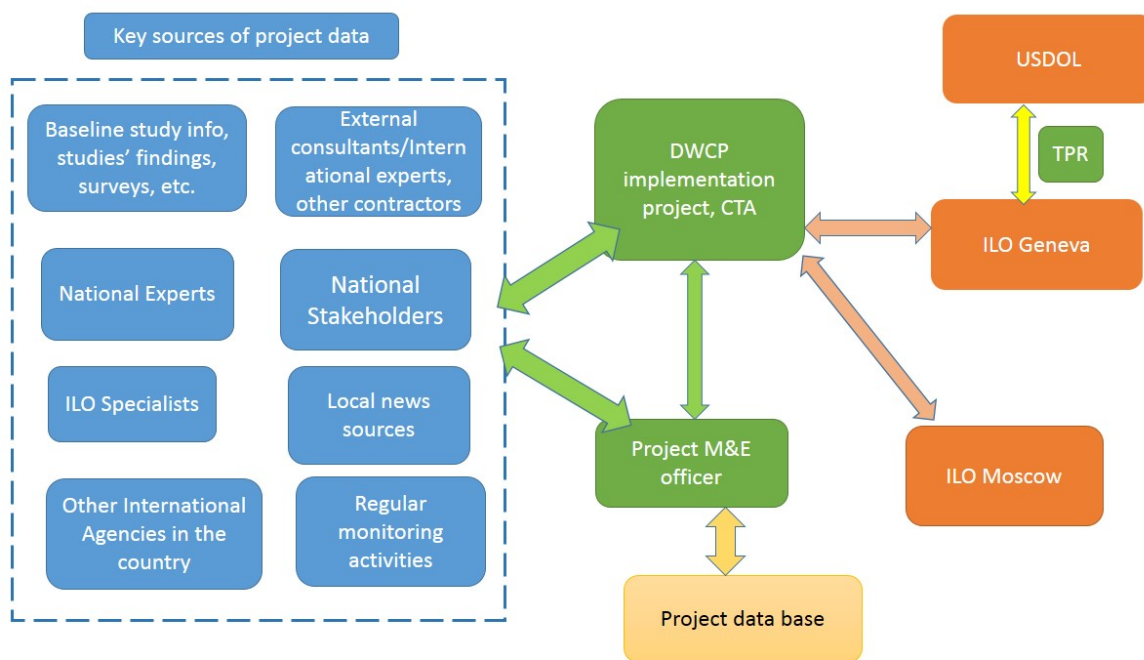 Key sources of project data
Baseline study info,
studies’ findings,
surveys, etc.
External
consultants/Intern
ational experts,
other contractors
National Experts
National
Stakeholders
ILO Specialists
Local news
sources
Other International
Agencies in the
country
Regular
monitoring
activities
DWCP
implementation
project, CTA
Project M&E
officer
Project data base
USDOL
TPR
ILO Geneva
ILO Moscow